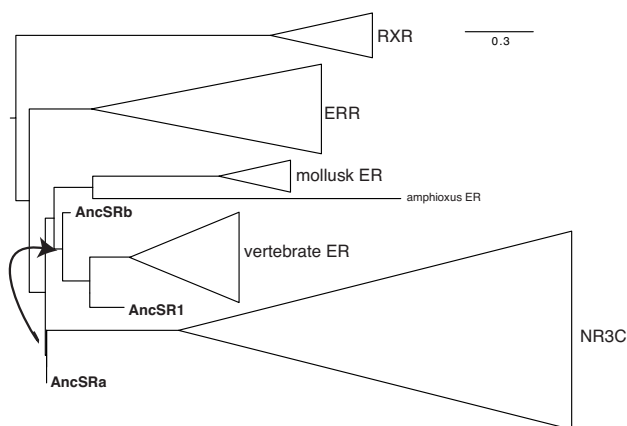 RXR
0.3
ERR
mollusk ER
amphioxus ER
AncSRb
vertebrate ER
AncSR1
NR3C
AncSRa